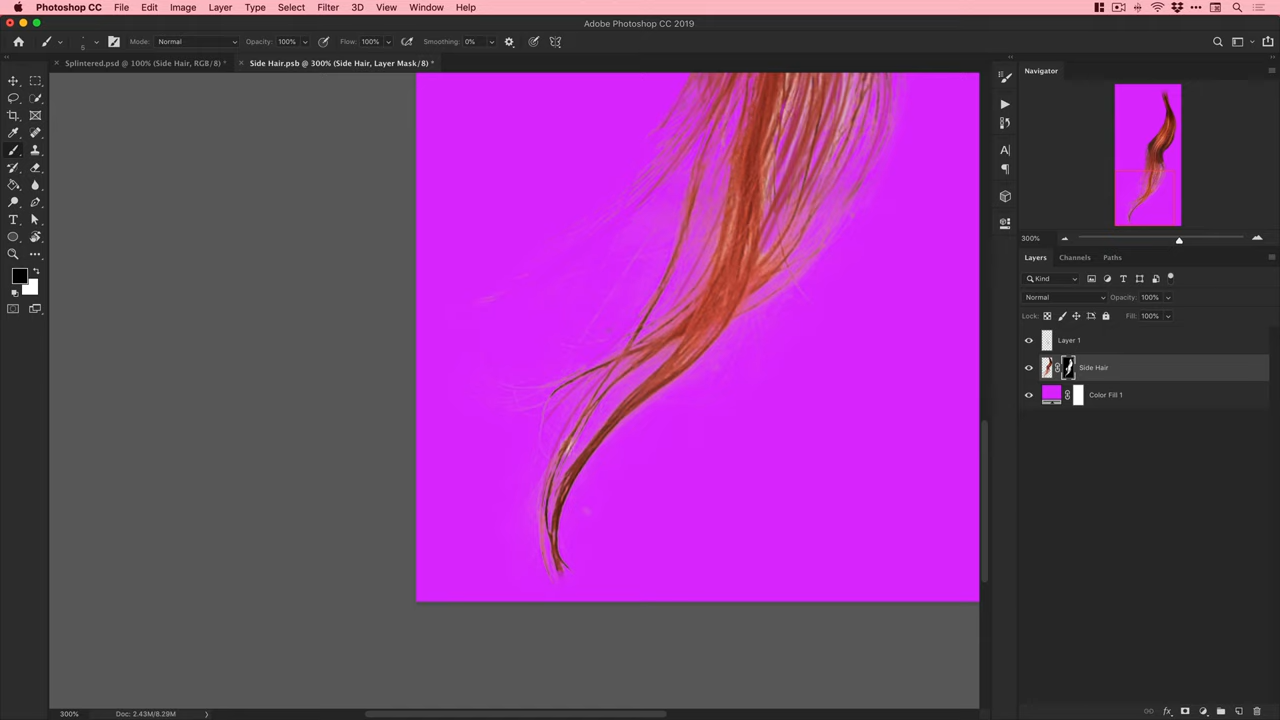 Photoshop CC File Edit Image Layer Type Select Filter 3D View Window Help
Adobe Photoshop CC 2019
5 Mode: Normal Opacity: 100% Flow: 100% Smoothing: 0%
× Splintered.psd @ 100% (Side Hair, RGB/8) * × Side Hair.psb @ 300% (Side Hair, Layer Mask/8) *
Navigator
300%
Layers Channels Paths
Kind
Normal Opacity: 100%
Lock: Fill: 100%
Layer 1
Side Hair
Color Fill 1
300% Doc: 2.43M/8.29M